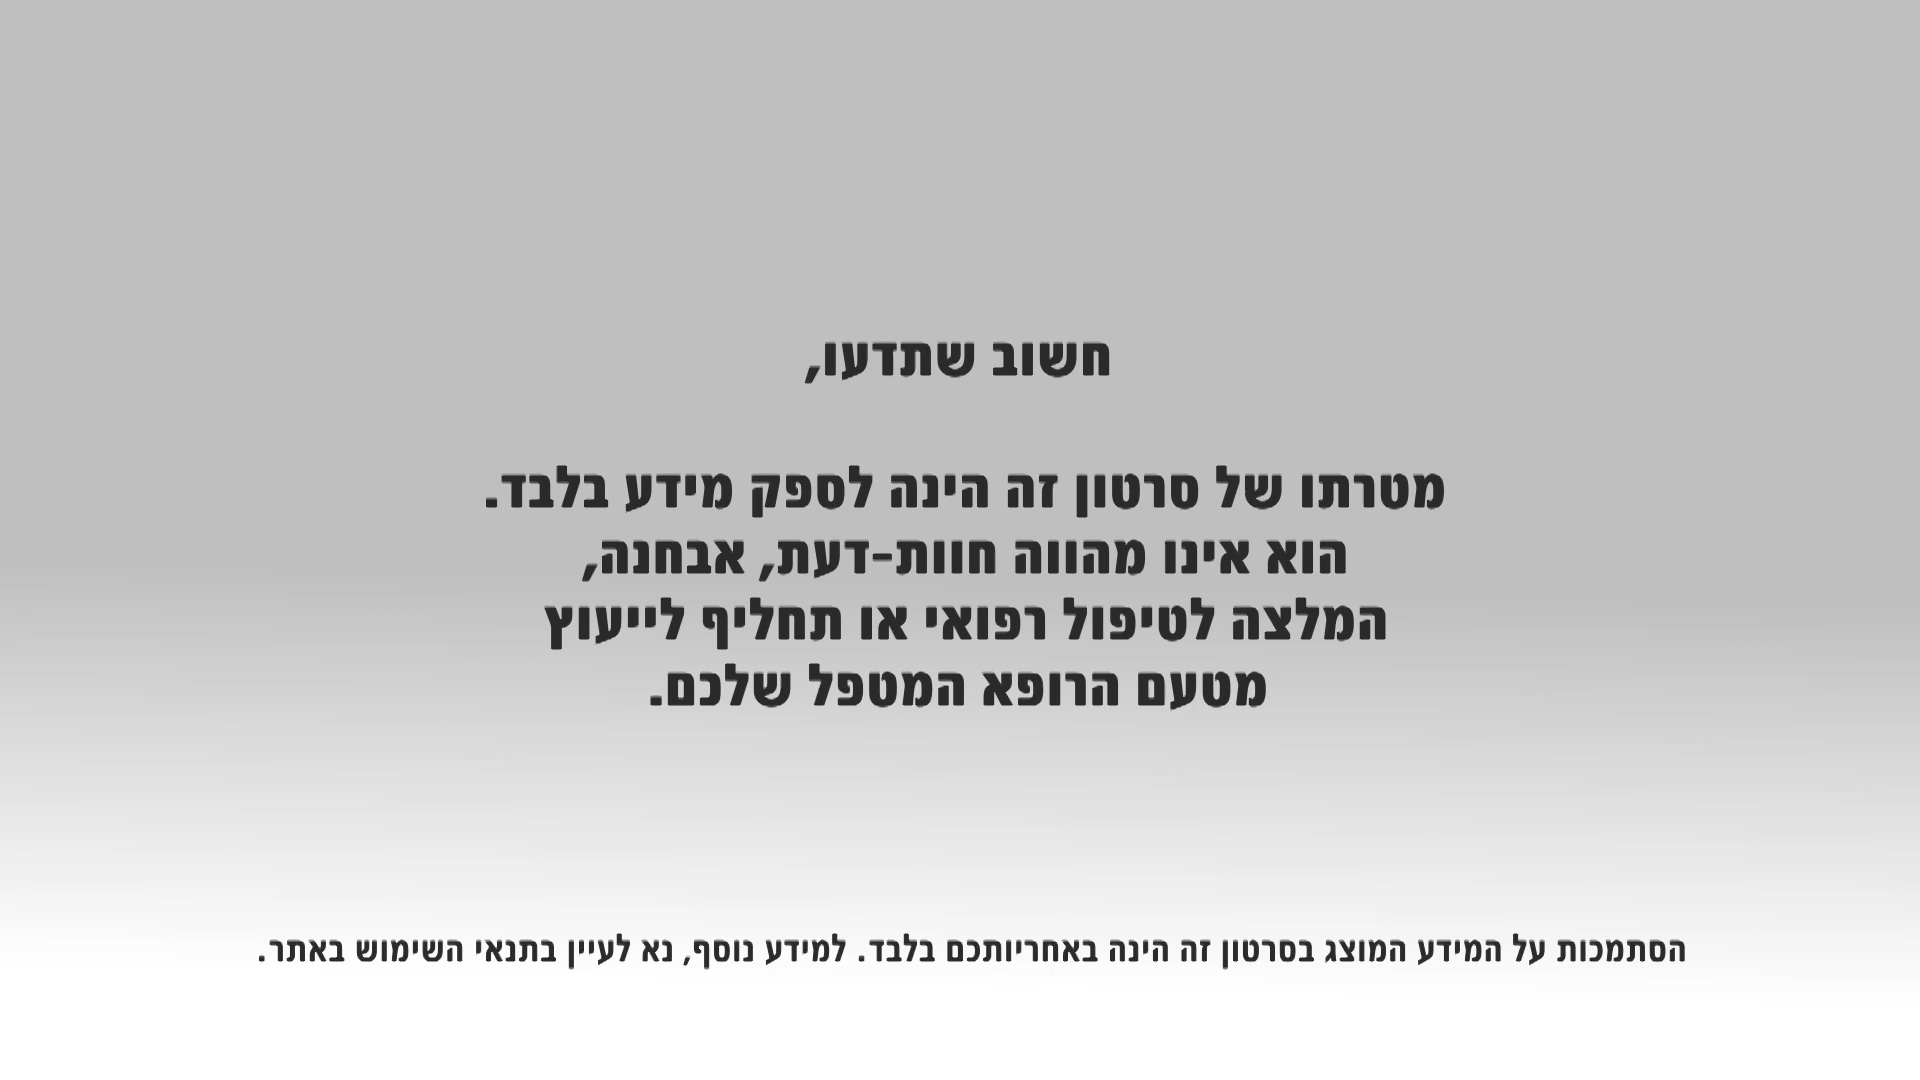 חשוב שתדעו,
מטרתו של סרטון זה הינה לספק מידע בלבד.
הוא אינו מהווה חוות-דעת, אבחנה,
המלצה לטיפול רפואי או תחליף לייעוץ
מטעם הרופא המטפל שלכם.
הסתמכות על המידע המוצג בסרטון זה הינה באחריותכם בלבד. למידע נוסף, נא לעיין בתנאי השימוש באתר.